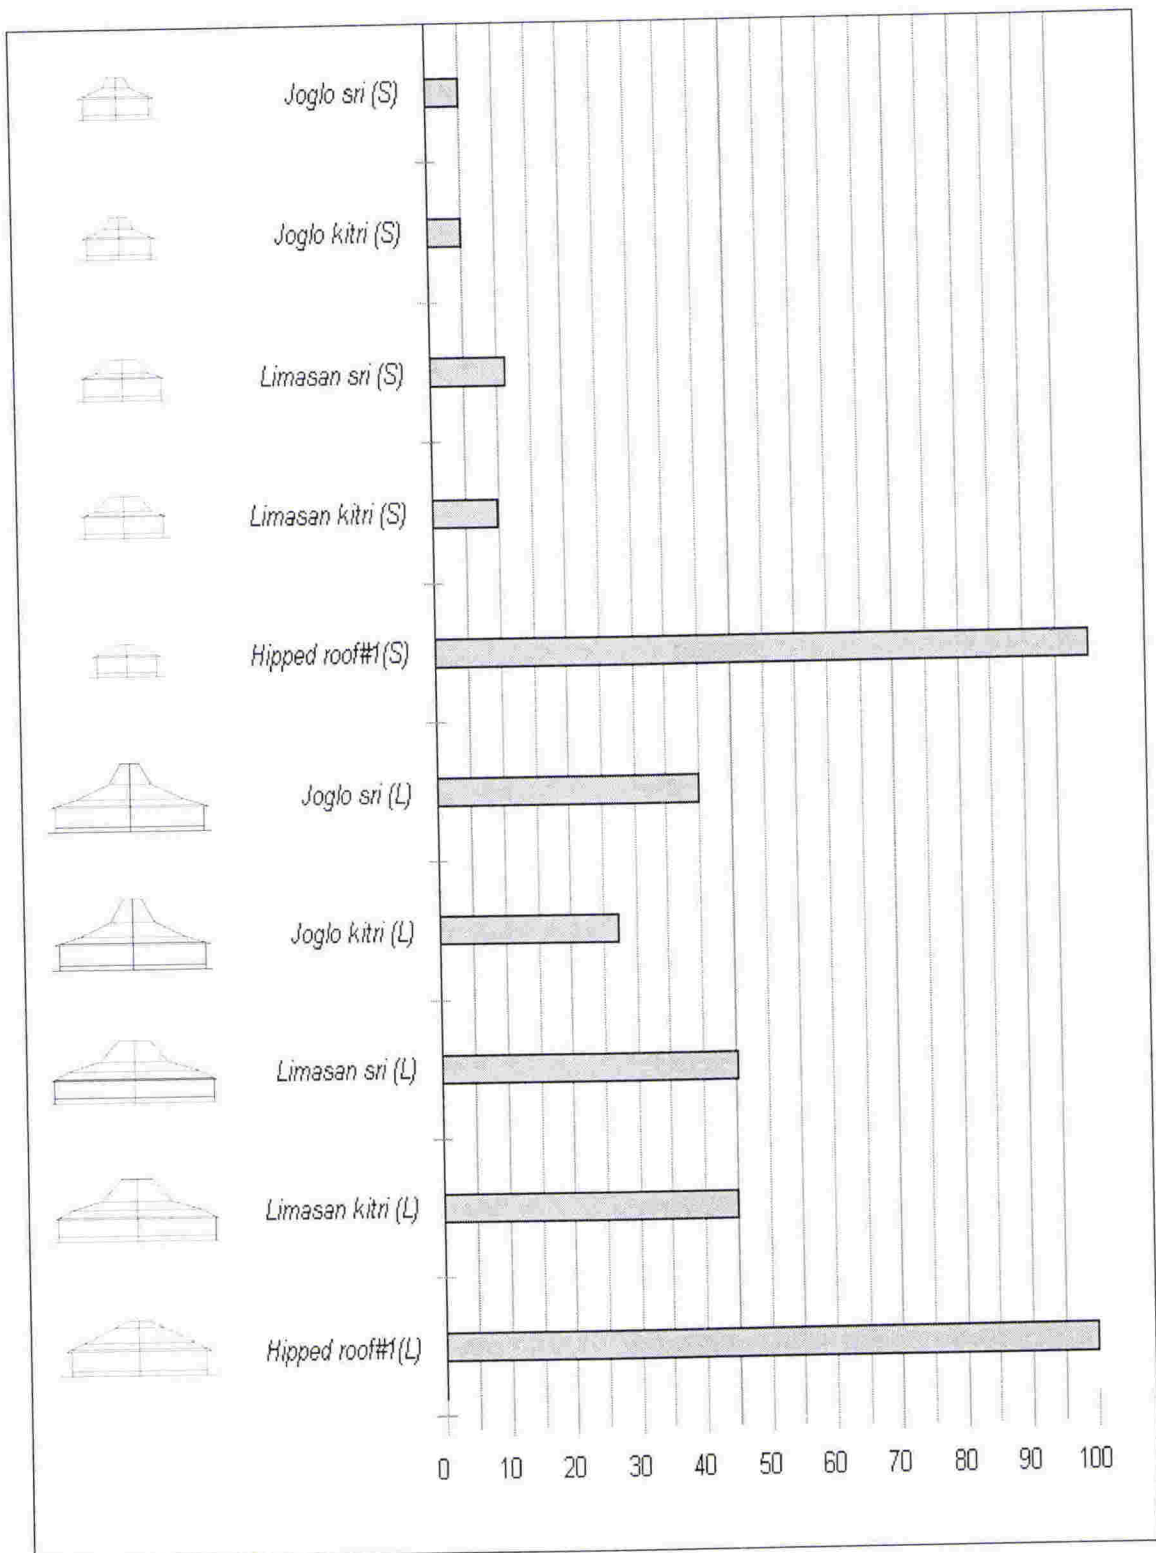 Joglo sri (S)
Joglo kitri (S)
Limasan sri (S)
Limasan kitri (S)
Hipped roof#1(S)
Joglo sri (L)
Joglo kitri (L)
Limasan sri (L)
Limasan kitri (L)
Hipped roof#1(L)
0 10 20 30 40 50 60 70 80 90 100